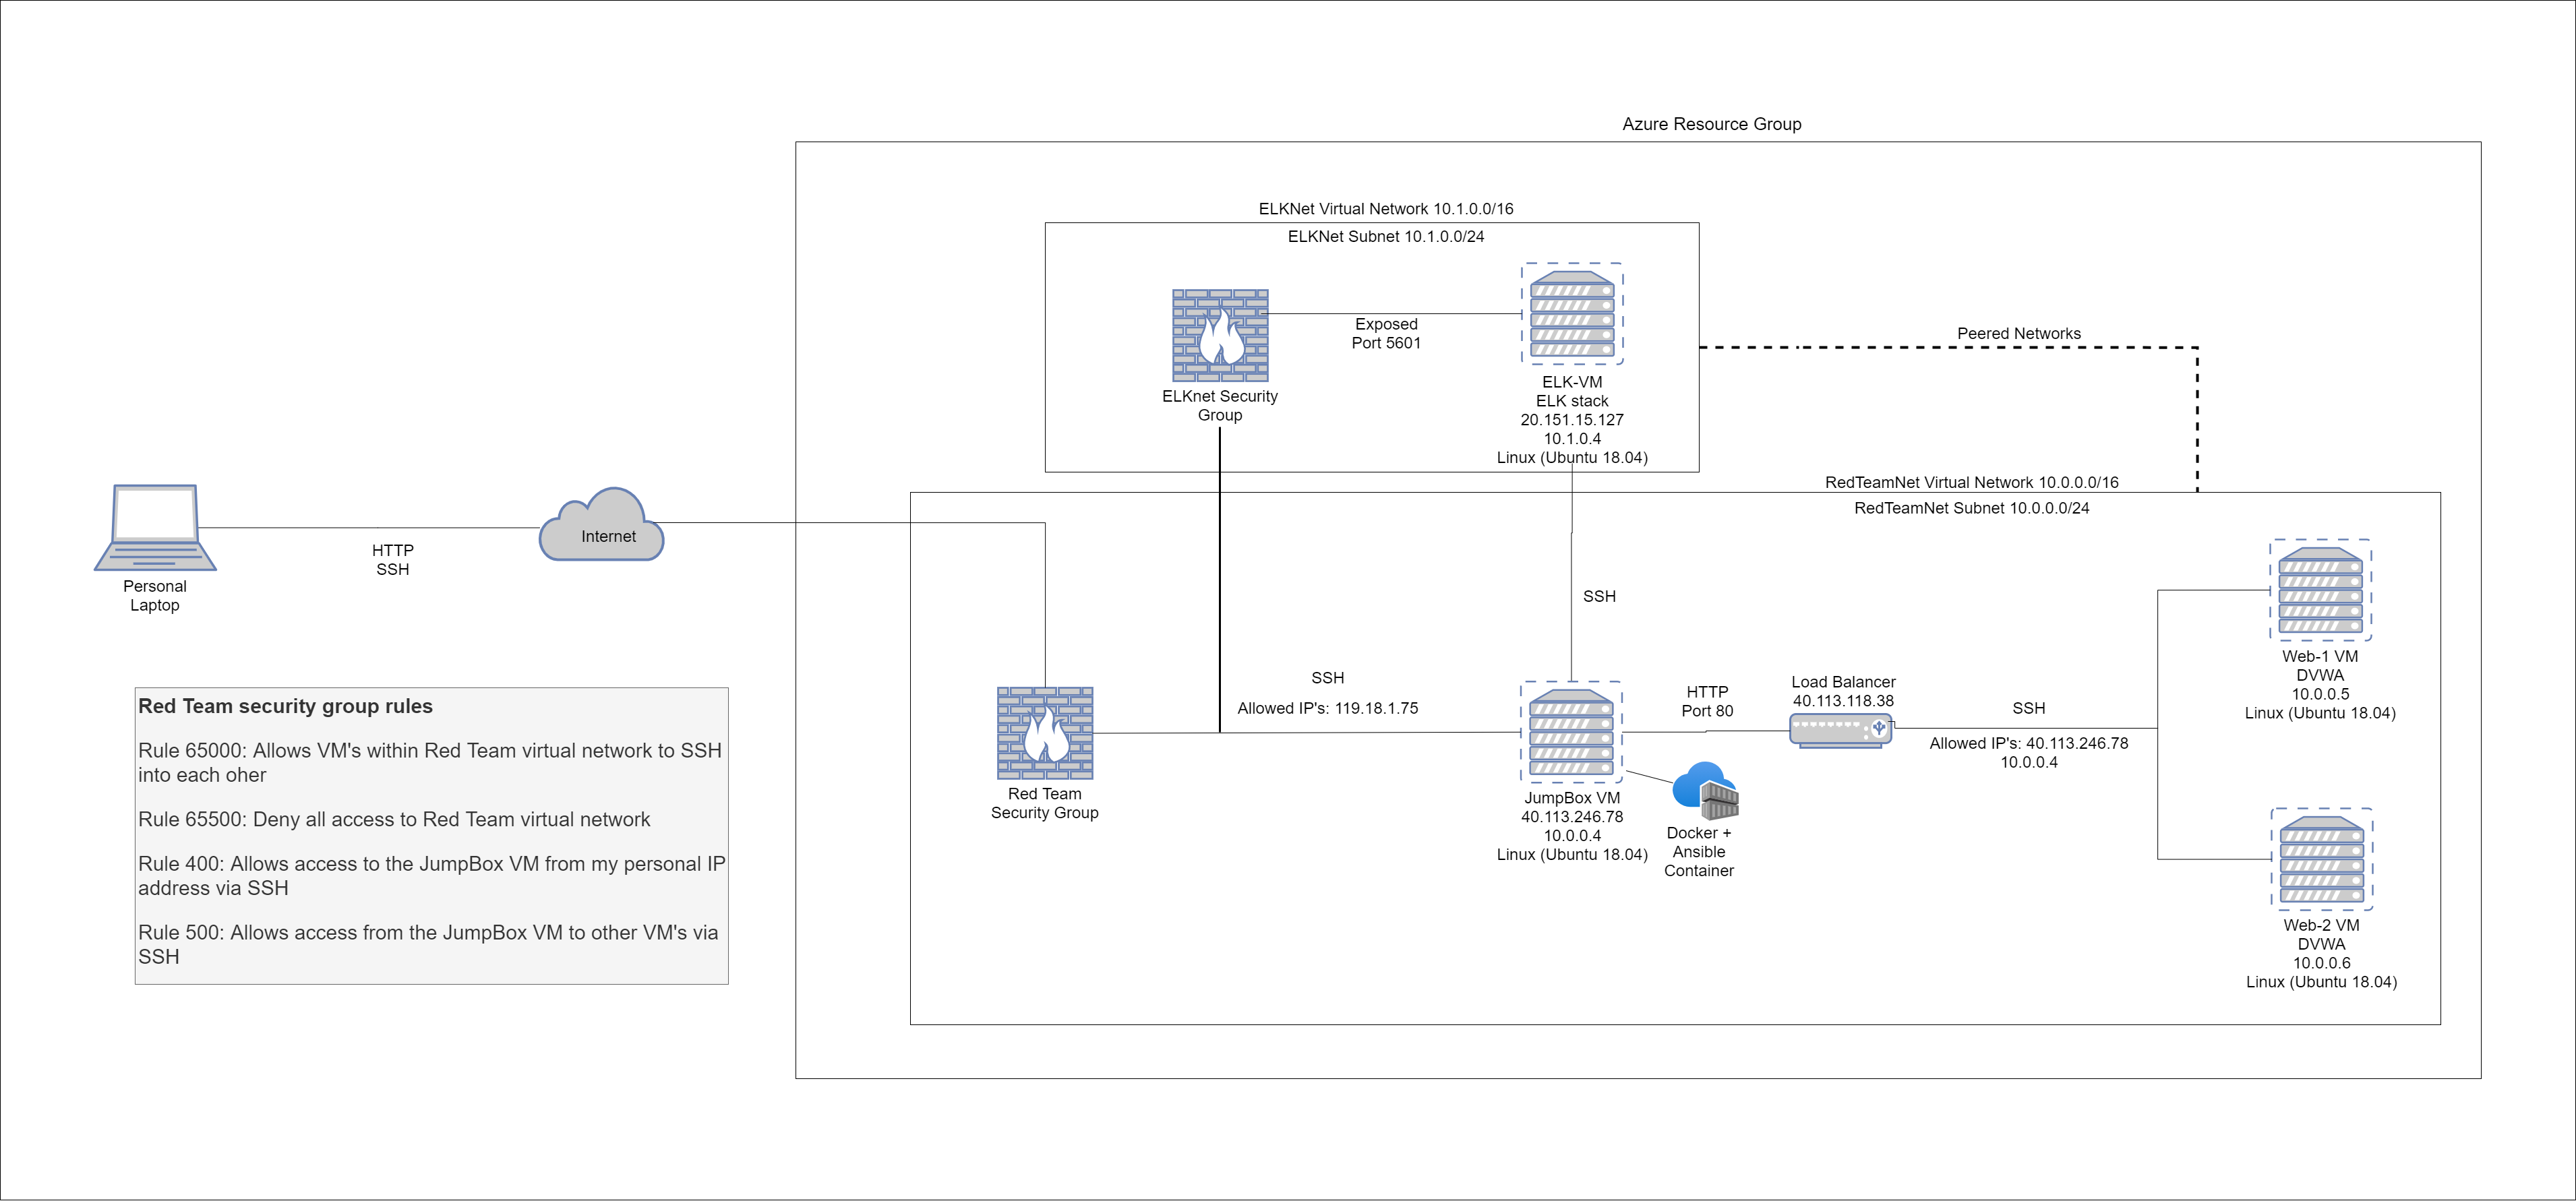 Azure Resource Group
ELKNet Virtual Network 10.1.0.0/16
ELKNet Subnet 10.1.0.0/24
Exposed
Port 5601
ELKnet Security
Group
ELK-VM
ELK stack
20.151.15.127
10.1.0.4
Linux (Ubuntu 18.04)
Peered Networks
RedTeamNet Virtual Network 10.0.0.0/16
RedTeamNet Subnet 10.0.0.0/24
Internet
HTTP
SSH
Personal
Laptop
SSH
SSH
Allowed IP's: 119.18.1.75
Red Team
Security Group
JumpBox VM
40.113.246.78
10.0.0.4
Linux (Ubuntu 18.04)
HTTP
Port 80
Docker +
Ansible
Container
Load Balancer
40.113.118.38
SSH
Allowed IP's: 40.113.246.78
10.0.0.4
Web-1 VM
DVWA
10.0.0.5
Linux (Ubuntu 18.04)
Web-2 VM
DVWA
10.0.0.6
Linux (Ubuntu 18.04)
Red Team security group rules
Rule 65000: Allows VM's within Red Team virtual network to SSH
into each oher
Rule 65500: Deny all access to Red Team virtual network
Rule 400: Allows access to the JumpBox VM from my personal IP
address via SSH
Rule 500: Allows access from the JumpBox VM to other VM's via
SSH